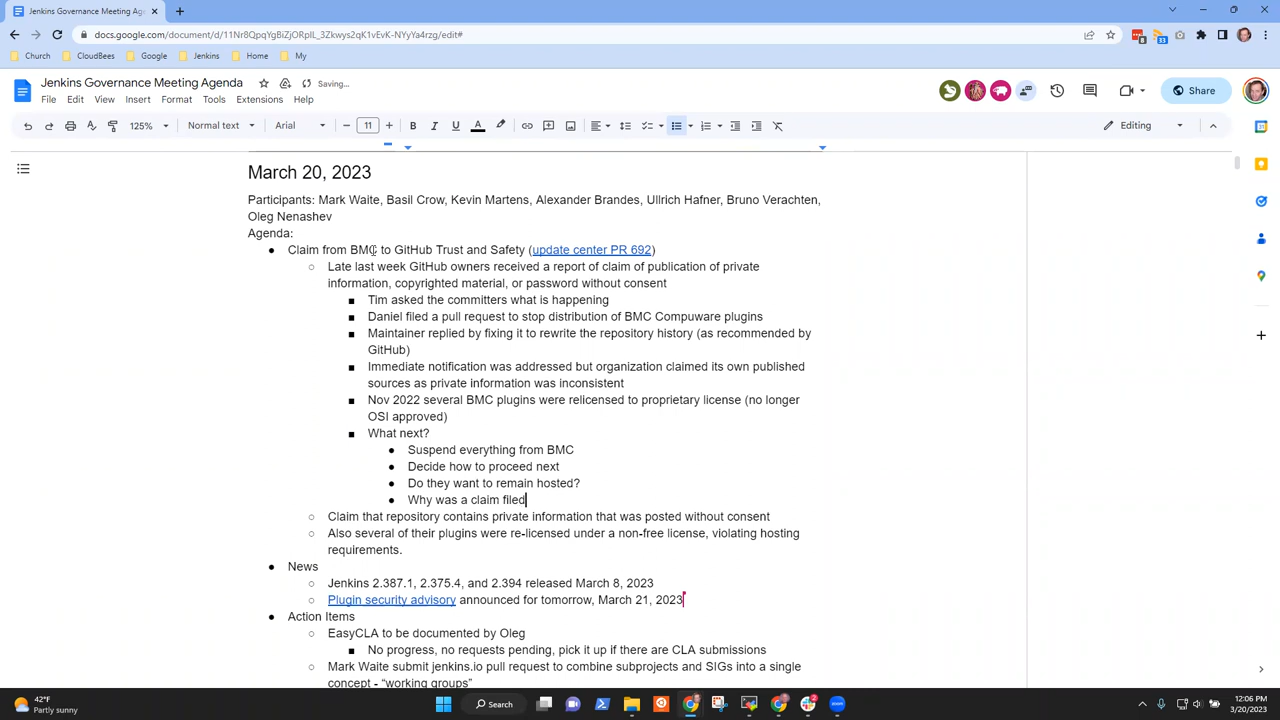 Jenkins Governance Meeting Age
docs.google.com/document/d/11Nr8QpqYgBiZjORpIL_3Zkwys2qK1vEvK-NYyYa4rzg/edit#
Church CloudBees Google Jenkins Home My
Jenkins Governance Meeting Agenda Saving...
File Edit View Insert Format Tools Extensions Help
Share
125% Normal text Arial 11 B I U A Editing
March 20, 2023
Participants: Mark Waite, Basil Crow, Kevin Martens, Alexander Brandes, Ullrich Hafner, Bruno Verachten,
Oleg Nenashev
Agenda:
● Claim from BMC to GitHub Trust and Safety (update center PR 692)
○ Late last week GitHub owners received a report of claim of publication of private
information, copyrighted material, or password without consent
■ Tim asked the committers what is happening
■ Daniel filed a pull request to stop distribution of BMC Compuware plugins
■ Maintainer replied by fixing it to rewrite the repository history (as recommended by
GitHub)
■ Immediate notification was addressed but organization claimed its own published
sources as private information was inconsistent
■ Nov 2022 several BMC plugins were relicensed to proprietary license (no longer
OSI approved)
■ What next?
● Suspend everything from BMC
● Decide how to proceed next
● Do they want to remain hosted?
● Why was a claim filed
○ Claim that repository contains private information that was posted without consent
○ Also several of their plugins were re-licensed under a non-free license, violating hosting
requirements.
● News
○ Jenkins 2.387.1, 2.375.4, and 2.394 released March 8, 2023
○ Plugin security advisory announced for tomorrow, March 21, 2023
● Action Items
○ EasyCLA to be documented by Oleg
■ No progress, no requests pending, pick it up if there are CLA submissions
○ Mark Waite submit jenkins.io pull request to combine subprojects and SIGs into a single
concept - “working groups”
42°F
Partly sunny
Search
12:06 PM
3/20/2023